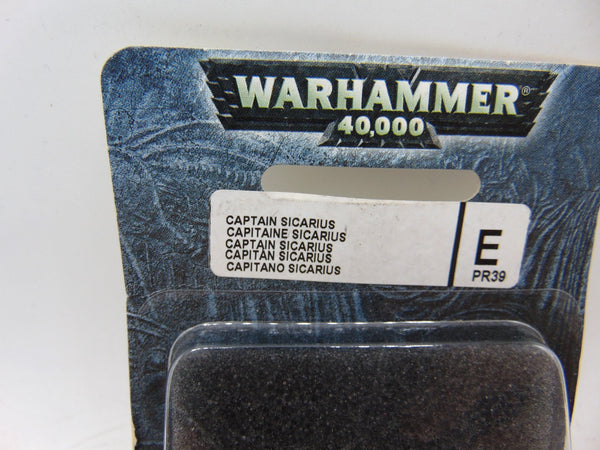 WARHAMMER®
40,000
CAPTAIN SICARIUS
CAPITAINE SICARIUS
CAPTAIN SICARIUS
CAPITÁN SICARIUS
CAPITANO SICARIUS
E
PR39